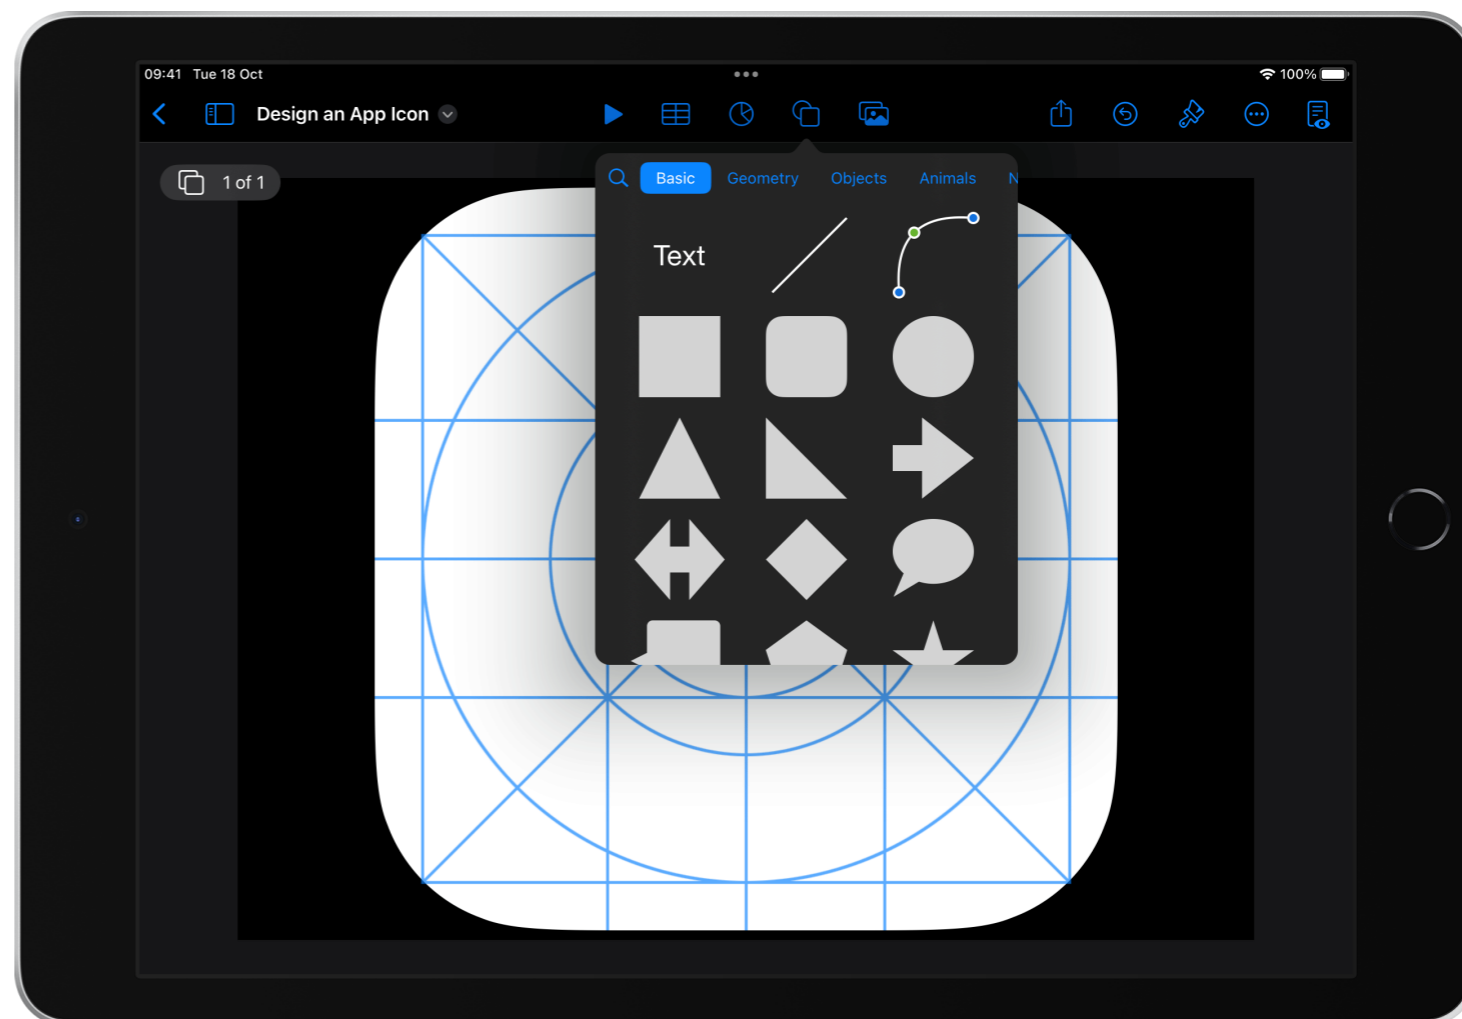 09:41 Tue 18 Oct
100%
Design an App Icon
1 of 1
Basic Geometry Objects Animals N
Text